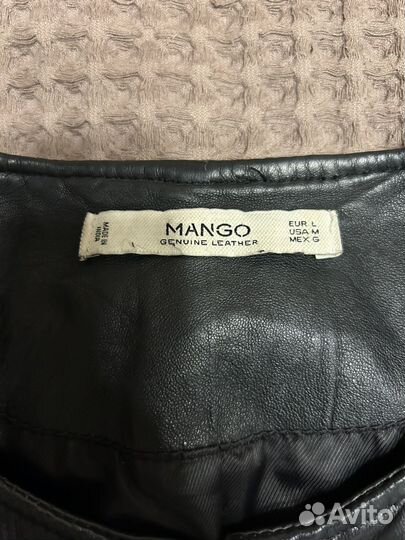 MADE IN
INDIA
MANGO
GENUINE LEATHER
EUR L
USA M
MEX G
Avito